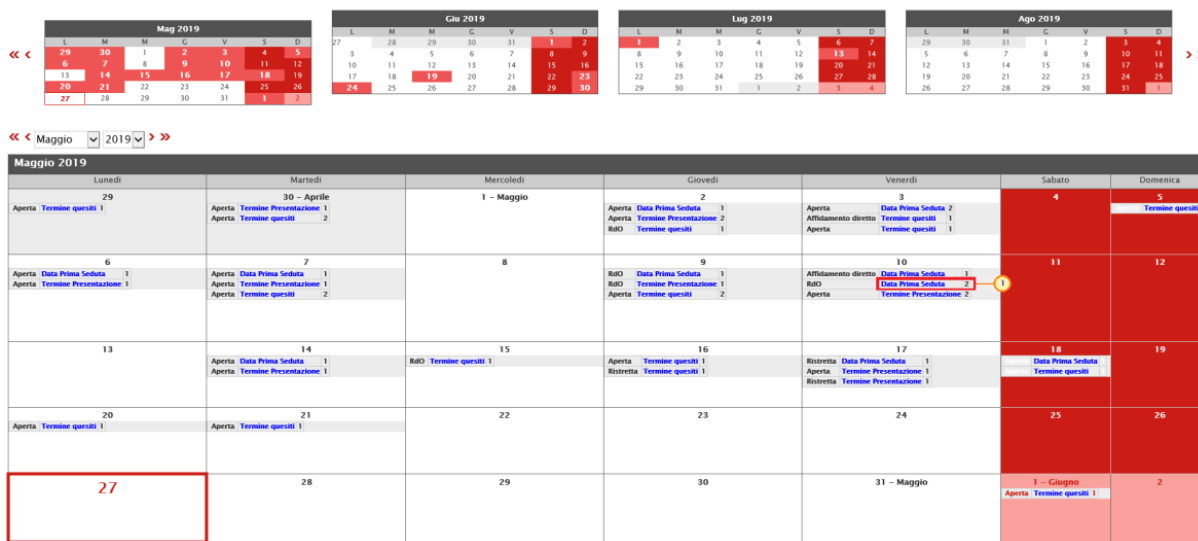 Mag 2019
L M M G V S D
29 30 1 2 3 4 5
6 7 8 9 10 11 12
13 14 15 16 17 18 19
20 21 22 23 24 25 26
27 28 29 30 31 1 2
Giu 2019
L M M G V S D
27 28 29 30 31 1 2
3 4 5 6 7 8 9
10 11 12 13 14 15 16
17 18 19 20 21 22 23
24 25 26 27 28 29 30
Lug 2019
L M M G V S D
1 2 3 4 5 6 7
8 9 10 11 12 13 14
15 16 17 18 19 20 21
22 23 24 25 26 27 28
29 30 31 1 2 3 4
Ago 2019
L M M G V S D
29 30 31 1 2 3 4
5 6 7 8 9 10 11
12 13 14 15 16 17 18
19 20 21 22 23 24 25
26 27 28 29 30 31 1
« ‹ Maggio 2019 › »
Maggio 2019
Lunedì Martedì Mercoledì Giovedì Venerdì Sabato Domenica
29 30 – Aprile 1 – Maggio 2 3 4 5
Aperta Termine quesiti 1
Aperta Termine Presentazione 1
Aperta Termine quesiti 2
Aperta Data Prima Seduta 1
Aperta Termine Presentazione 1
RdO Termine quesiti 1
Aperta Data Prima Seduta 2
Affidamento diretto Termine quesiti 1
Aperta Termine quesiti 1
Aperta Termine quesiti
6 7 8 9 10 11 12
Aperta Data Prima Seduta 1
Aperta Termine Presentazione 1
Aperta Data Prima Seduta 1
Aperta Termine Presentazione 1
Aperta Termine quesiti 2
RdO Data Prima Seduta 1
RdO Termine Presentazione 1
Aperta Termine quesiti 2
Affidamento diretto Data Prima Seduta 1
RdO Data Prima Seduta 2 1
Aperta Termine Presentazione 2
13 14 15 16 17 18 19
Aperta Data Prima Seduta 1
Aperta Termine Presentazione 1
RdO Termine quesiti 1
Aperta Termine quesiti 1
Ristretta Termine quesiti 1
Ristretta Data Prima Seduta 1
Aperta Termine Presentazione 1
Ristretta Termine Presentazione 1
Data Prima Seduta
Termine quesiti
20 21 22 23 24 25 26
Aperta Termine quesiti 1
Aperta Termine quesiti 1
27 28 29 30 31 – Maggio 1 – Giugno 2
Aperta Termine quesiti 1